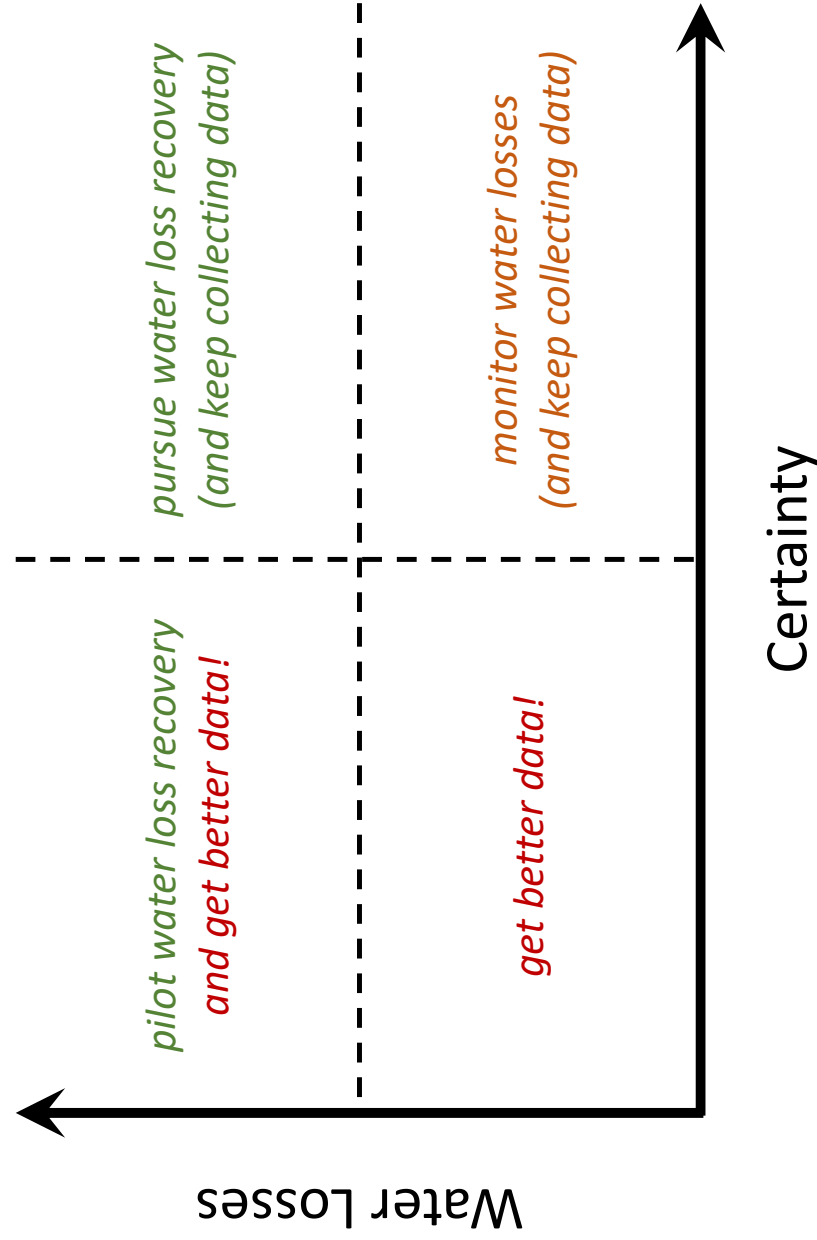 Water Losses
pilot water loss recovery
and get better data!
pursue water loss recovery
(and keep collecting data)
get better data!
monitor water losses
(and keep collecting data)
Certainty